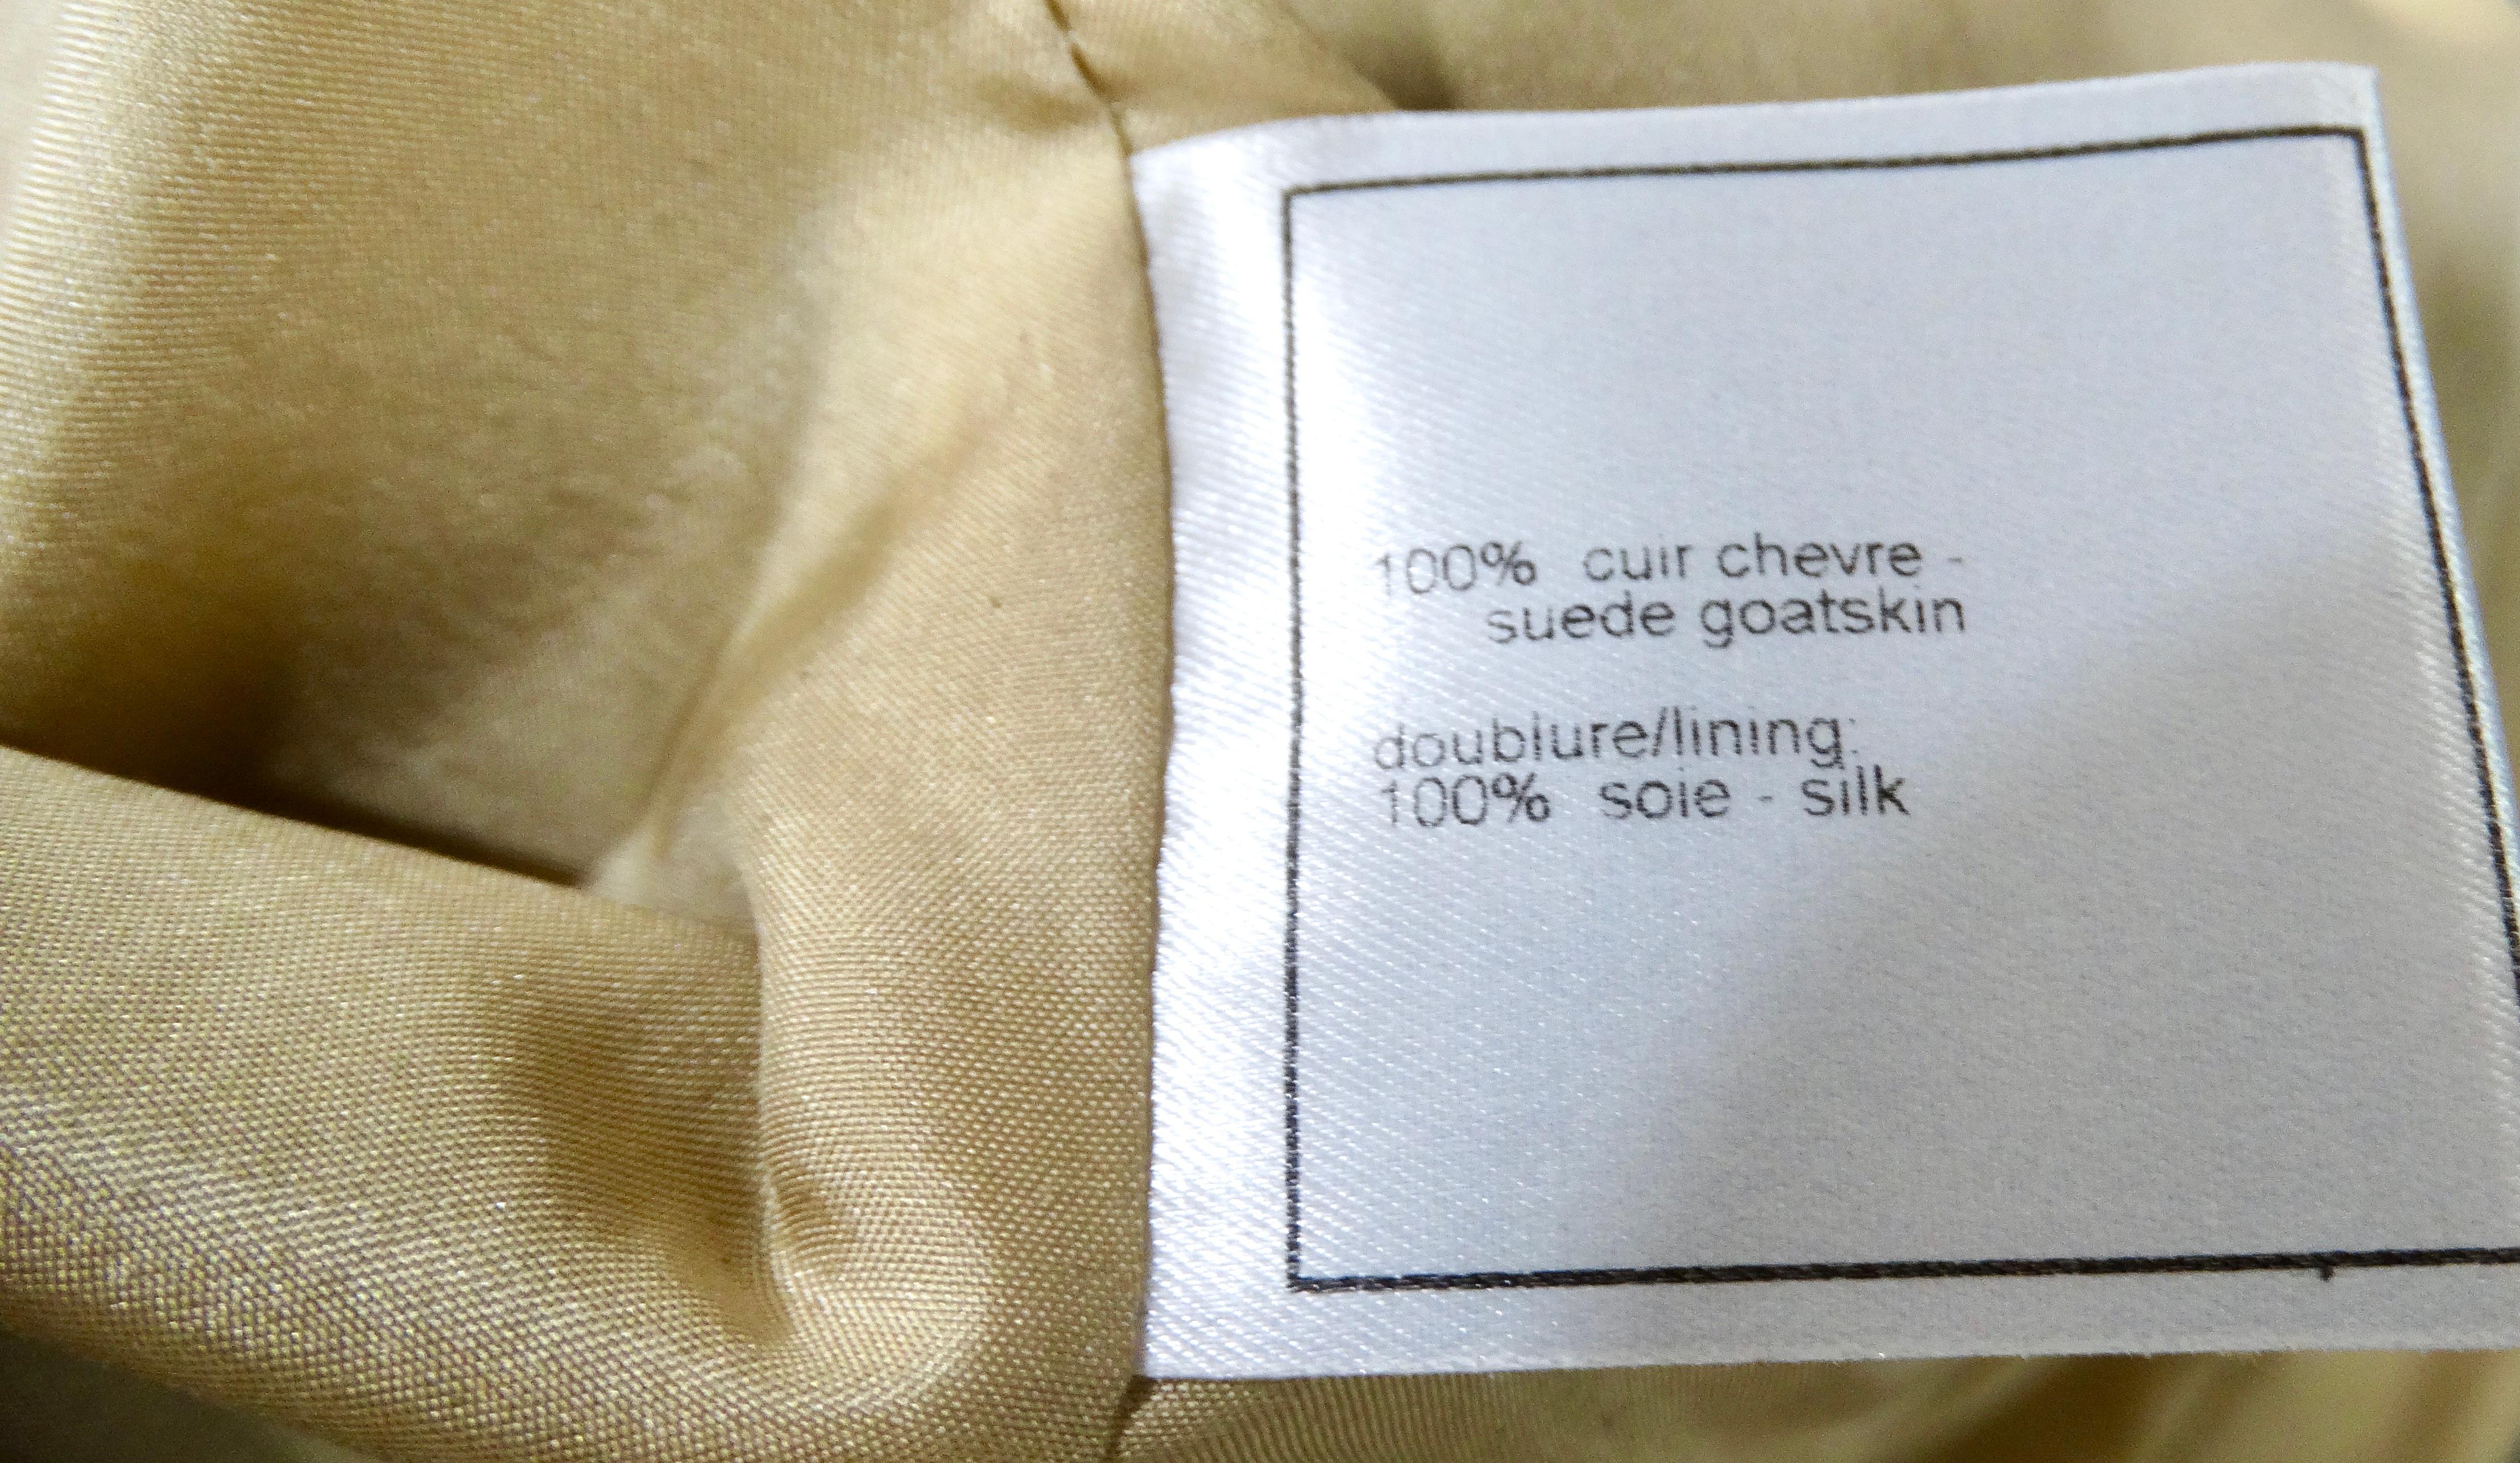 100% cuir chevre -
suede goatskin
doublure/lining:
100% soie - silk